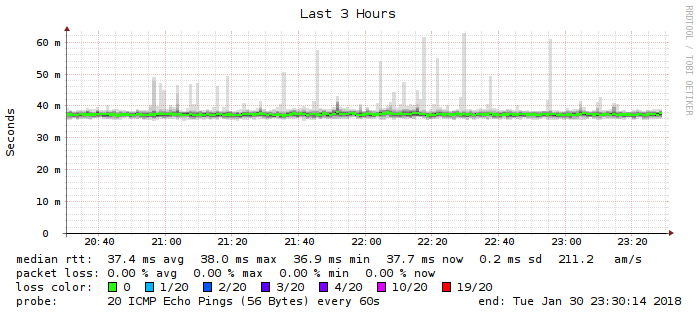 Last 3 Hours
RRDTOOL / TOBI OETIKER
Seconds
60 m
50 m
40 m
30 m
20 m
10 m
0
20:40 21:00 21:20 21:40 22:00 22:20 22:40 23:00 23:20
median rtt: 37.4 ms avg 38.0 ms max 36.9 ms min 37.7 ms now 0.2 ms sd 211.2 am/s
packet loss: 0.00 % avg 0.00 % max 0.00 % min 0.00 % now
loss color: 0 1/20 2/20 3/20 4/20 10/20 19/20
probe: 20 ICMP Echo Pings (56 Bytes) every 60s end: Tue Jan 30 23:30:14 2018